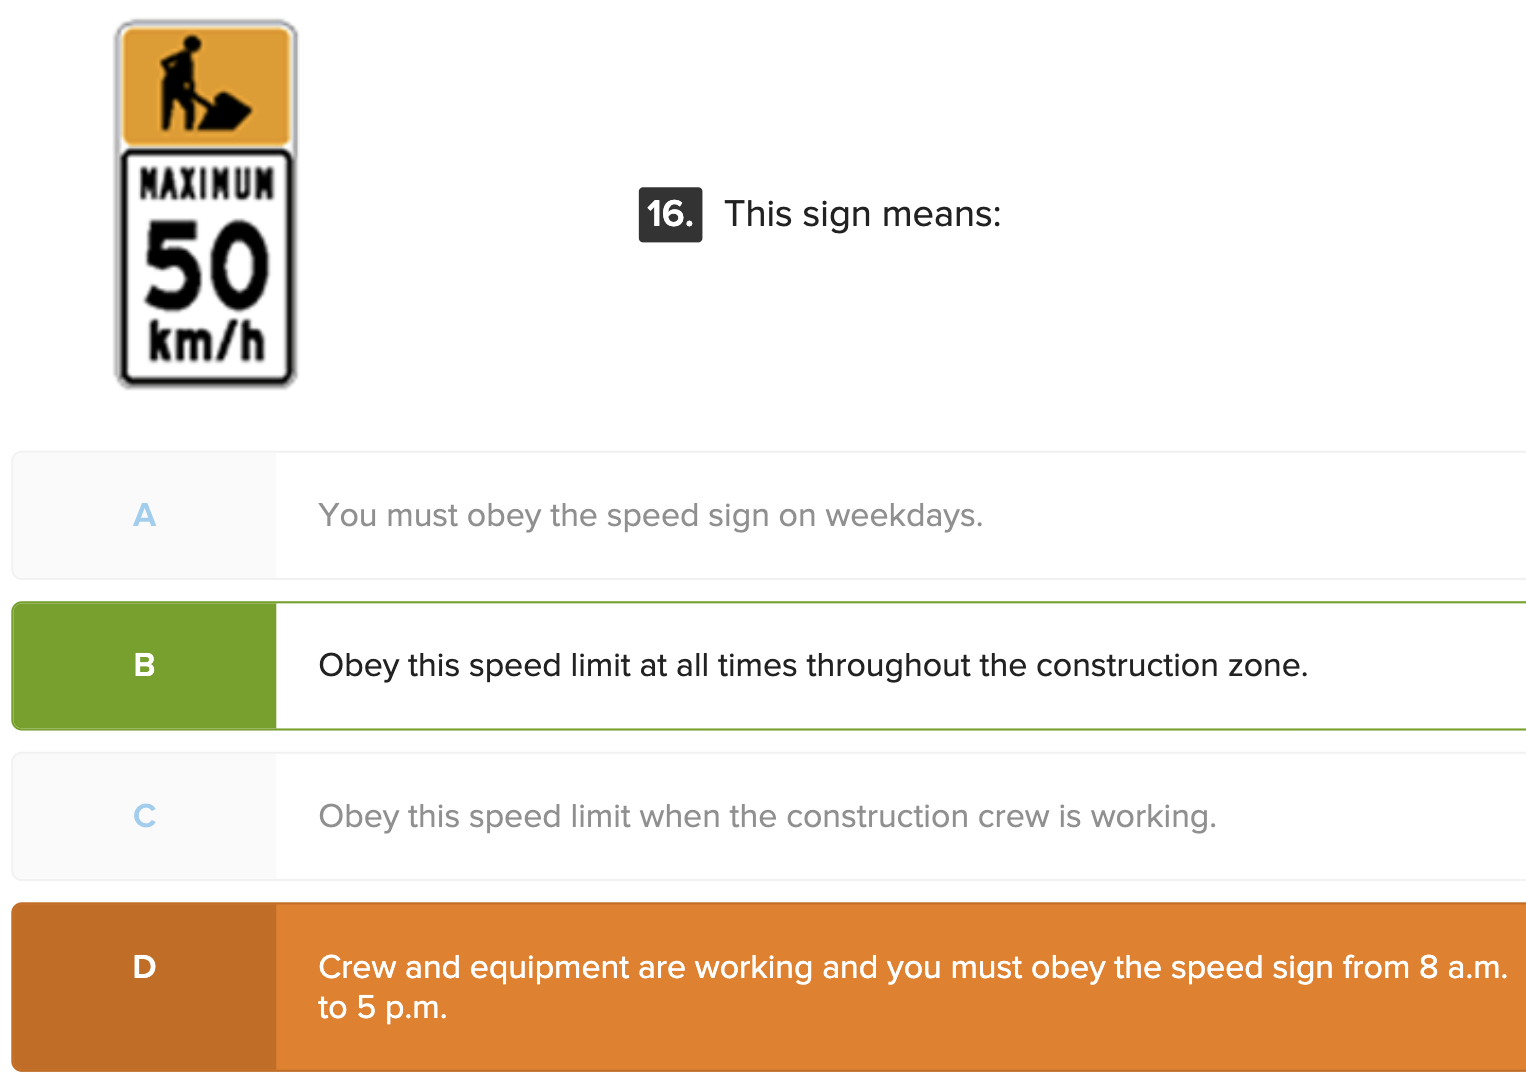 MAXIMUM
50
km/h
16. This sign means:
A You must obey the speed sign on weekdays.
B Obey this speed limit at all times throughout the construction zone.
C Obey this speed limit when the construction crew is working.
D Crew and equipment are working and you must obey the speed sign from 8 a.m.
to 5 p.m.